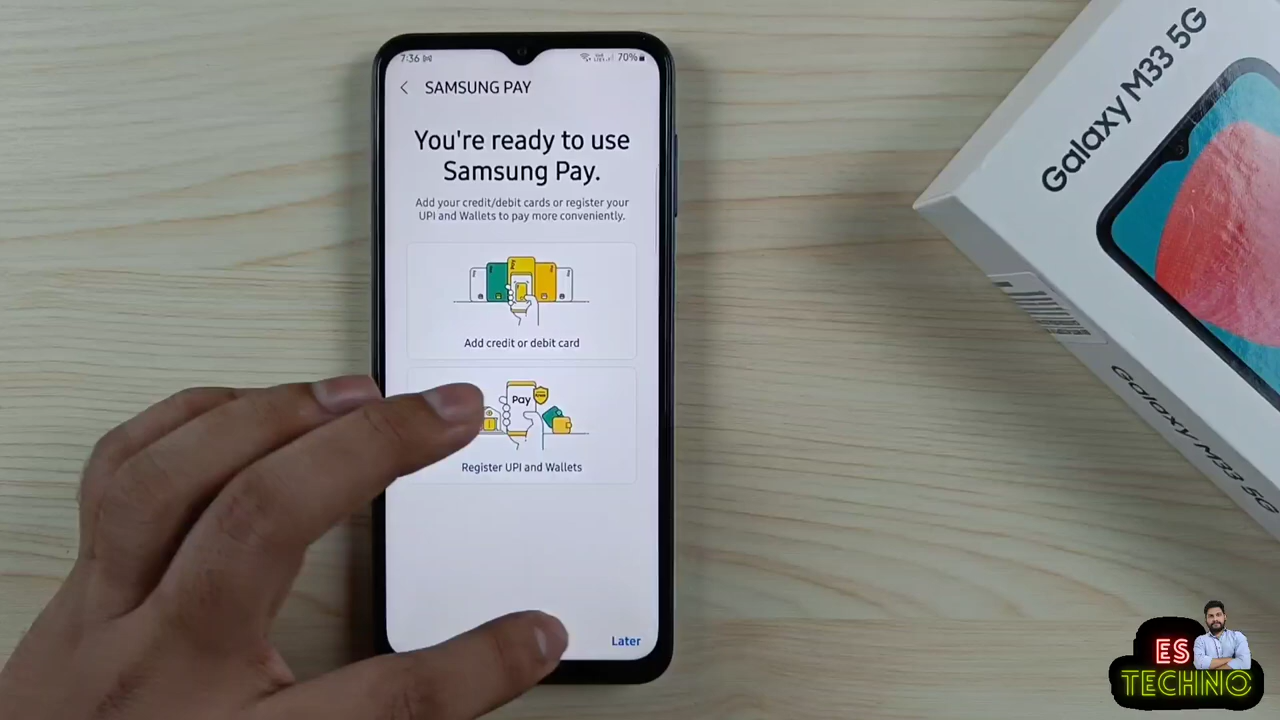 7:36
70%
SAMSUNG PAY
You're ready to use
Samsung Pay.
Add your credit/debit cards or register your
UPI and Wallets to pay more conveniently.
Pay
Add credit or debit card
Pay
Register UPI and Wallets
Later
Galaxy M33 5G
Galaxy M33 5G
ES
TECHNO